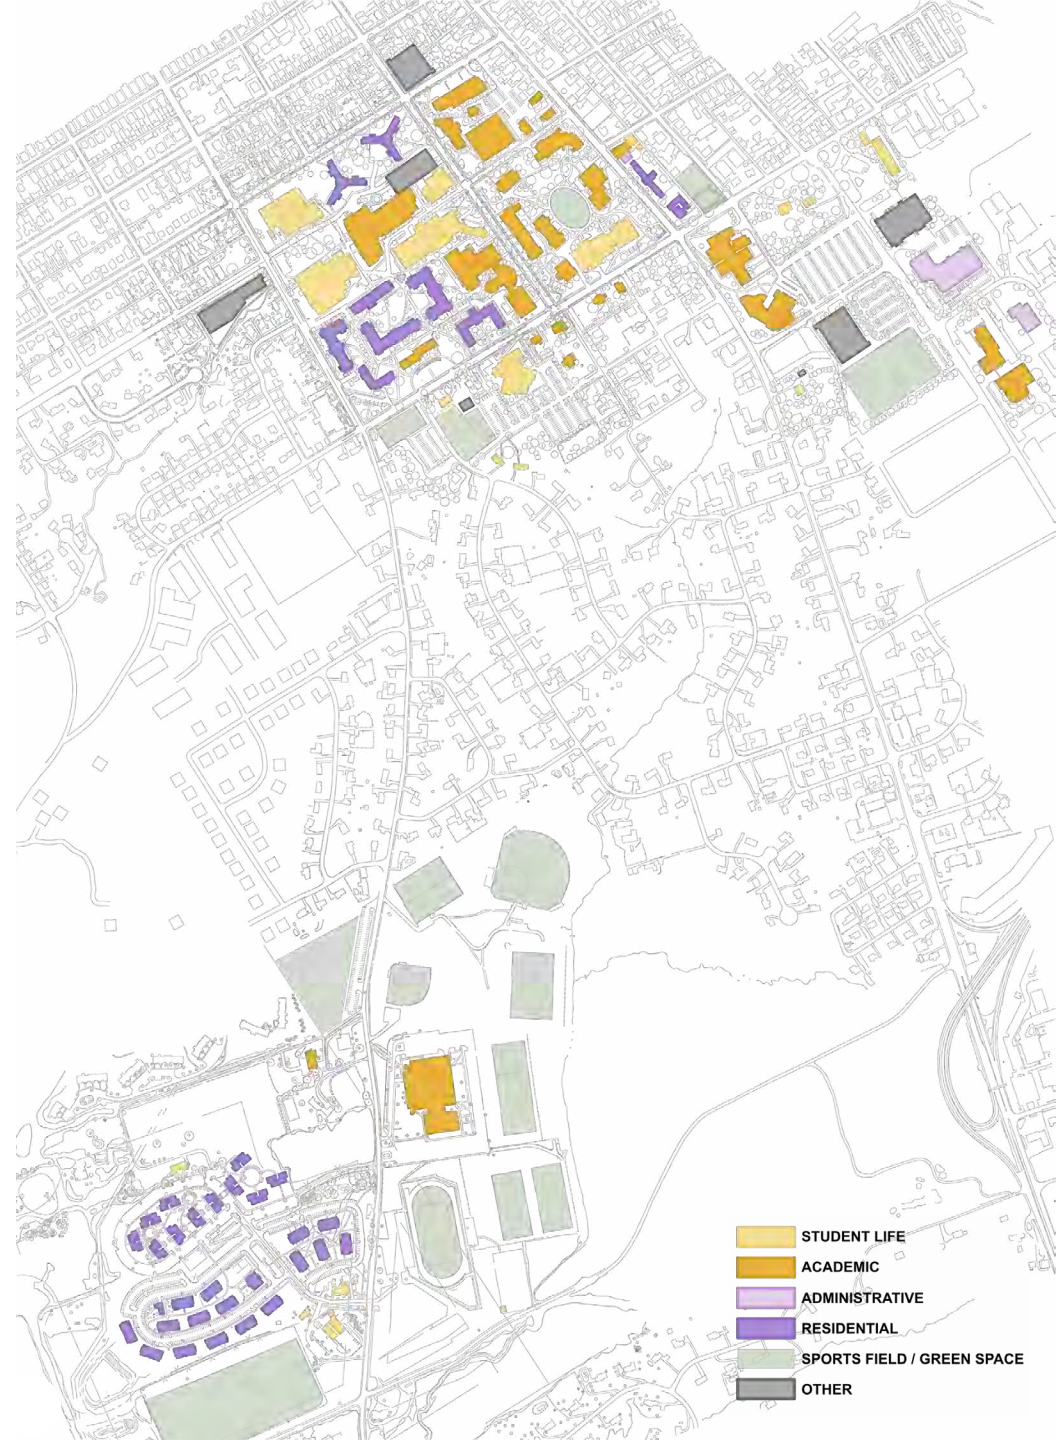 STUDENT LIFE
ACADEMIC
ADMINISTRATIVE
RESIDENTIAL
SPORTS FIELD / GREEN SPACE
OTHER